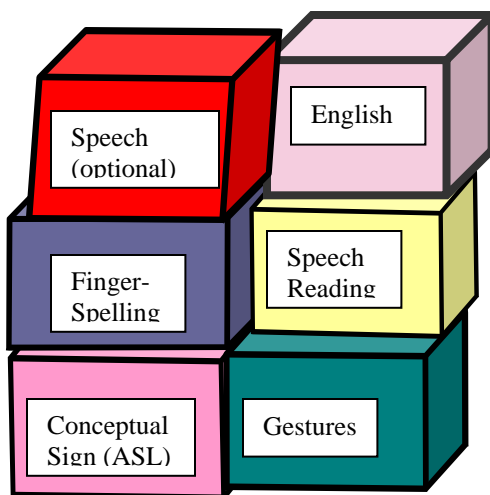 Speech
(optional)
English
Finger-
Spelling
Speech
Reading
Conceptual
Sign (ASL)
Gestures